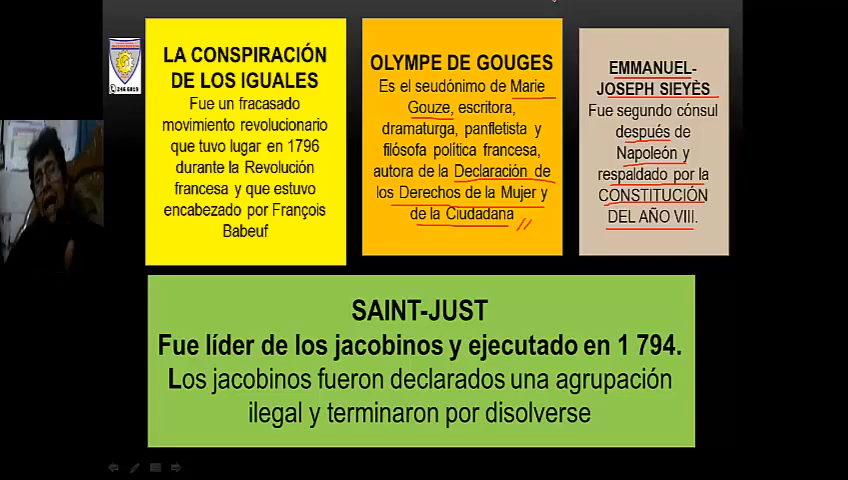 LA CONSPIRACIÓN
DE LOS IGUALES
Fue un fracasado
movimiento revolucionario
que tuvo lugar en 1796
durante la Revolución
francesa y que estuvo
encabezado por François
Babeuf
OLYMPE DE GOUGES
Es el seudónimo de Marie
Gouze, escritora,
dramaturga, panfletista y
filósofa política francesa,
autora de la Declaración de
los Derechos de la Mujer y
de la Ciudadana
EMMANUEL-
JOSEPH SIEYÈS
Fue segundo cónsul
después de
Napoleón y
respaldado por la
CONSTITUCIÓN
DEL AÑO VIII.
SAINT-JUST
Fue líder de los jacobinos y ejecutado en 1 794.
Los jacobinos fueron declarados una agrupación
ilegal y terminaron por disolverse